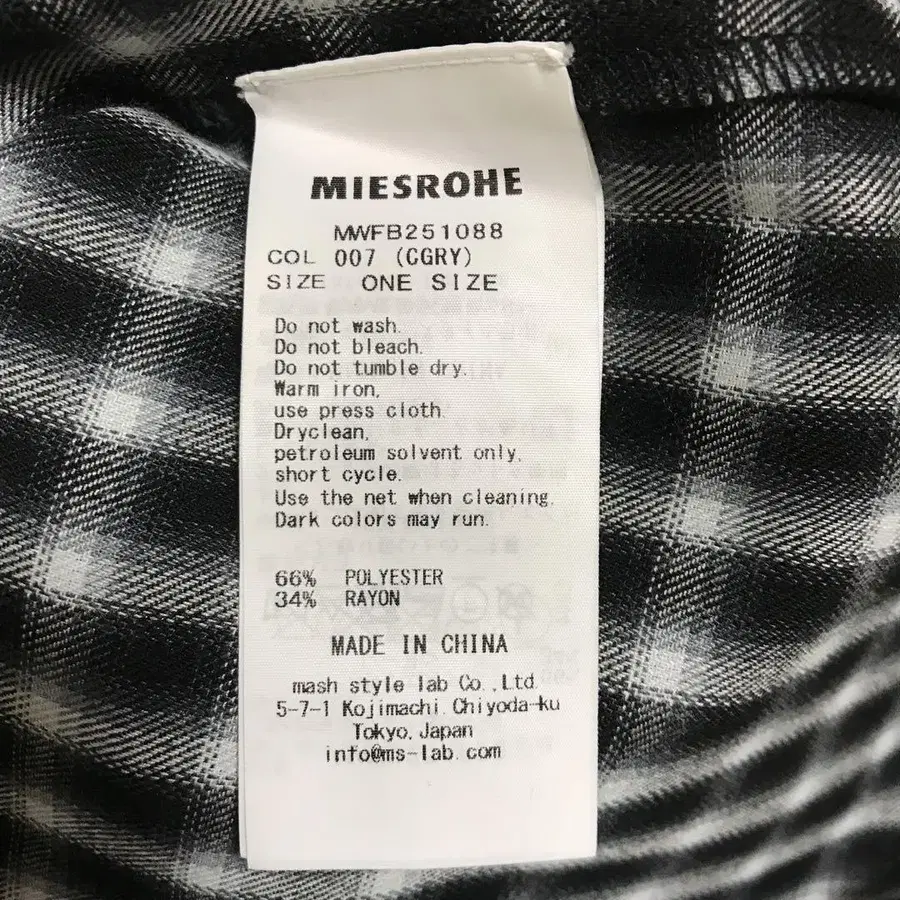 MIESROHE
MWFB251088
COL 007 (CGRY)
SIZE ONE SIZE
Do not wash.
Do not bleach.
Do not tumble dry.
Warm iron,
use press cloth.
Dryclean,
petroleum solvent only,
short cycle.
Use the net when cleaning.
Dark colors may run.
66% POLYESTER
34% RAYON
MADE IN CHINA
mash style lab Co.,Ltd
5-7-1 Kojimachi.Chiyoda-ku
Tokyo, Japan
info@ms-lab.com